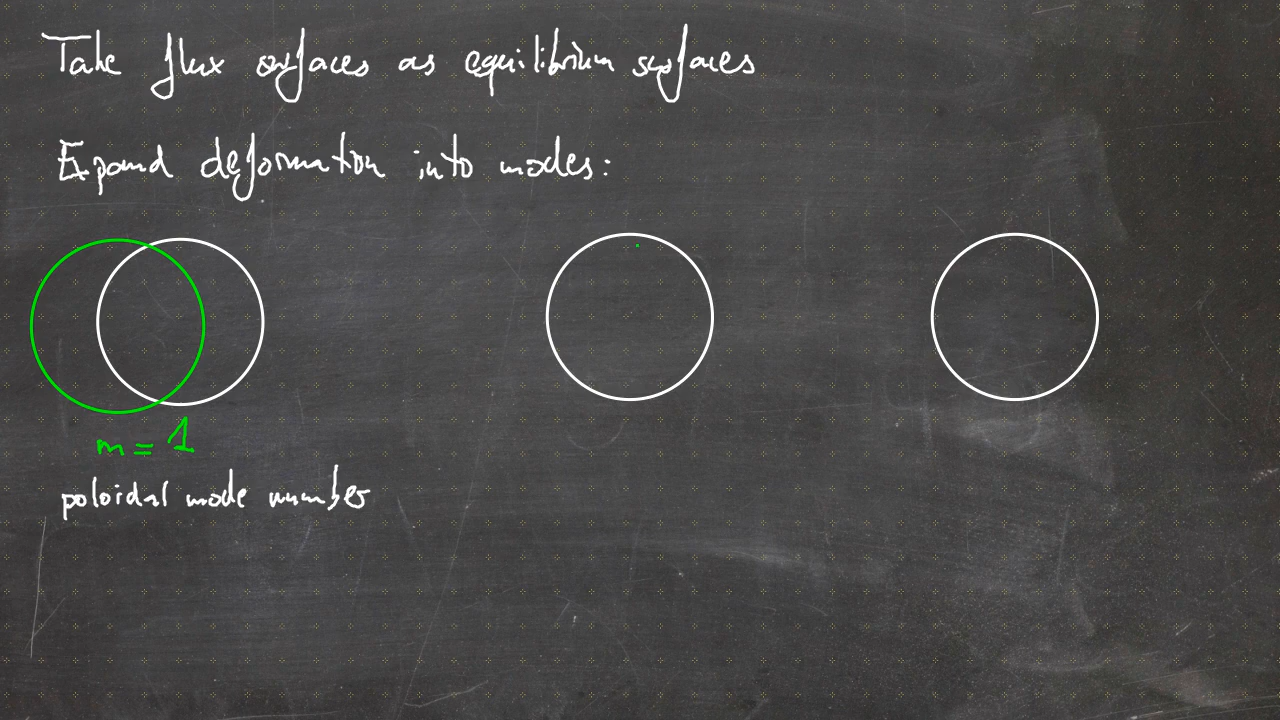 Take flux surfaces as equilibrium surfaces
Expand deformation into modes:
m = 1
poloidal mode number